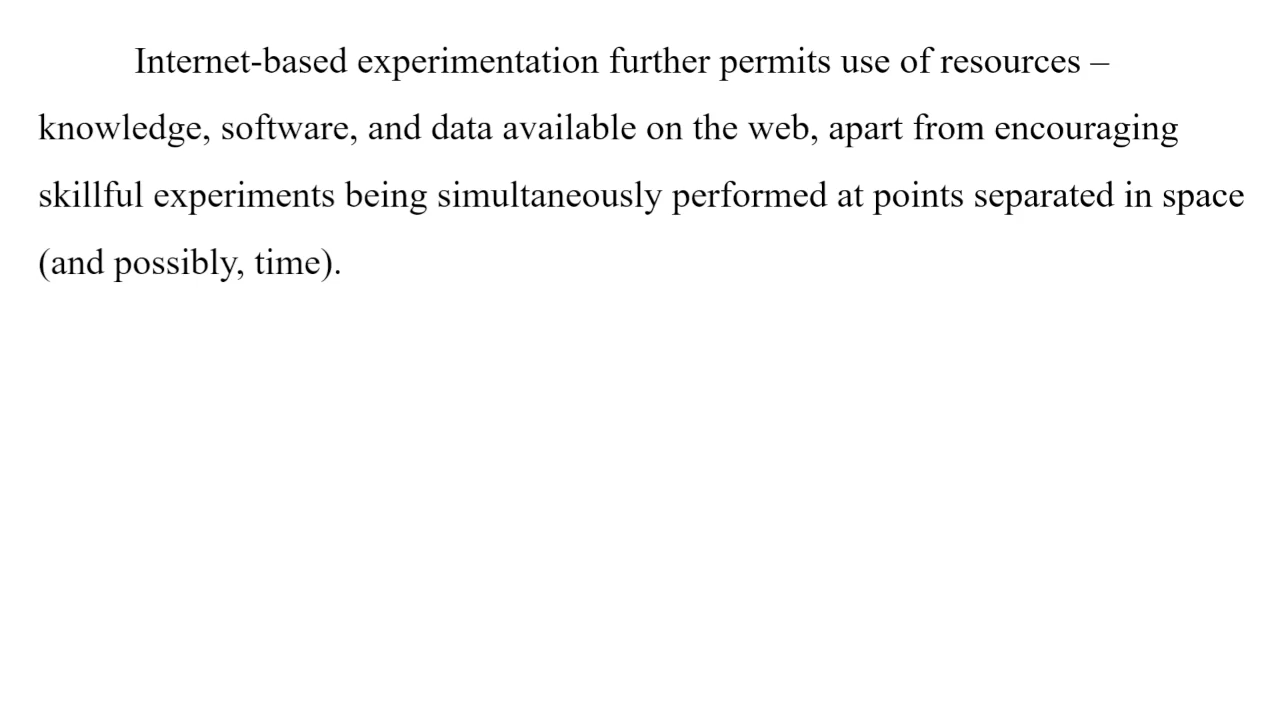 Internet-based experimentation further permits use of resources –
knowledge, software, and data available on the web, apart from encouraging
skillful experiments being simultaneously performed at points separated in space
(and possibly, time).